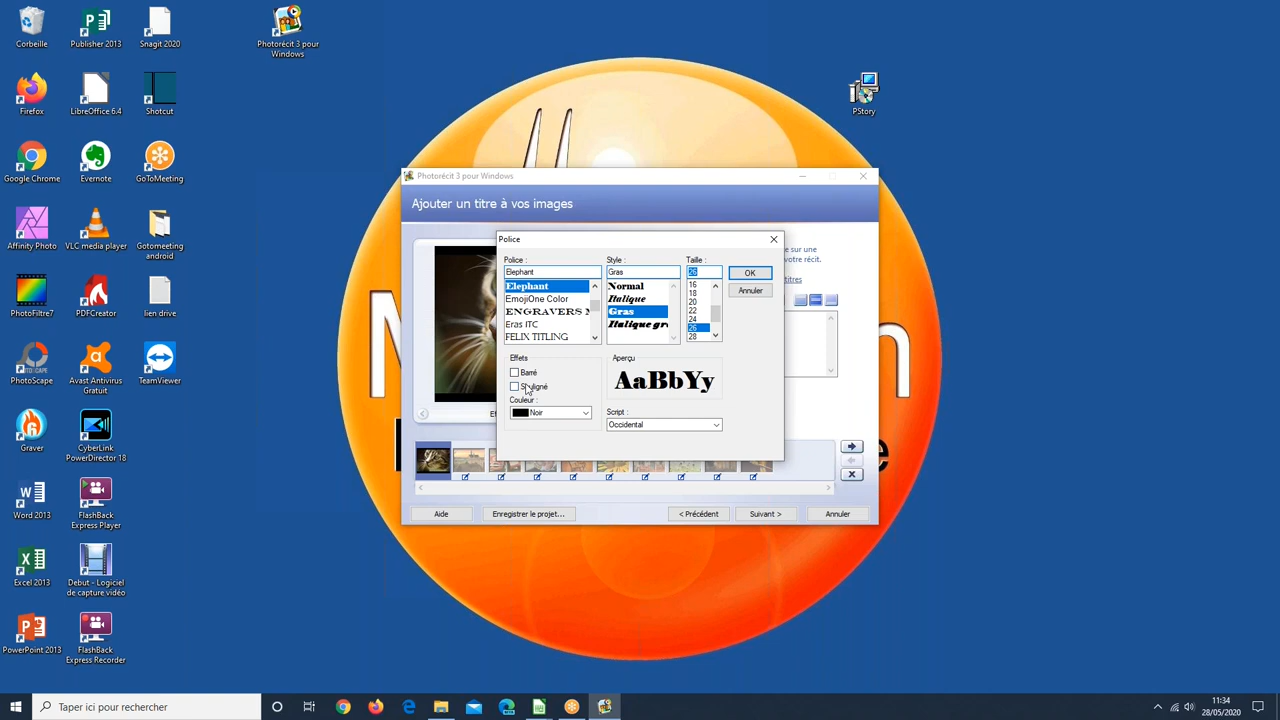 Corbeille
Publisher 2013
Snagit 2020
Photorécit 3 pour
Windows
Firefox
LibreOffice 6.4
Shotcut
PStory
Google Chrome
Evernote
GoToMeeting
Affinity Photo
VLC media player
Gotomeeting
android
PhotoFiltre7
PDFCreator
lien drive
PhotoScape
Avast Antivirus
Gratuit
TeamViewer
Graver
CyberLink
PowerDirector 18
Word 2013
FlashBack
Express Player
Excel 2013
Debut - Logiciel
de capture vidéo
PowerPoint 2013
FlashBack
Express Recorder
Photorécit 3 pour Windows
Ajouter un titre à vos images
Police
Police :
Style :
Taille :
Elephant
Gras
26
OK
Annuler
Elephant
EmojiOne Color
ENGRAVERS M
Eras ITC
FELIX TITLING
Normal
Italique
Gras
Italique gr
16
18
20
22
24
26
28
Effets
Barré
Souligné
Couleur :
Noir
Aperçu
AaBbYy
Script :
Occidental
e sur une
votre récit.
titres
Aide
Enregistrer le projet...
< Précédent
Suivant >
Annuler
Taper ici pour rechercher
11:34
28/05/2020